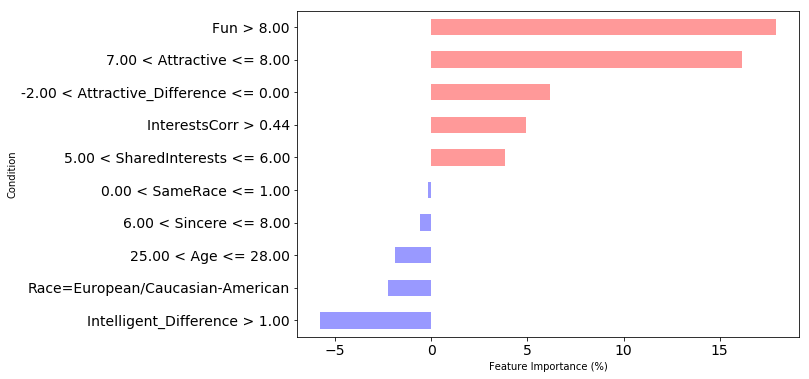 Fun > 8.00
7.00 < Attractive <= 8.00
-2.00 < Attractive_Difference <= 0.00
InterestsCorr > 0.44
5.00 < SharedInterests <= 6.00
0.00 < SameRace <= 1.00
6.00 < Sincere <= 8.00
25.00 < Age <= 28.00
Race=European/Caucasian-American
Intelligent_Difference > 1.00
Condition
−5 0 5 10 15
Feature Importance (%)